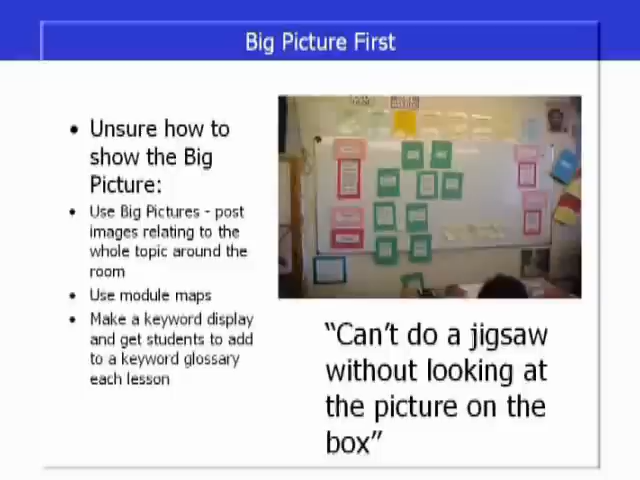 Big Picture First
• Unsure how to
show the Big
Picture:
• Use Big Pictures - post
images relating to the
whole topic around the
room
• Use module maps
• Make a keyword display
and get students to add
to a keyword glossary
each lesson
“Can’t do a jigsaw
without looking at
the picture on the
box”